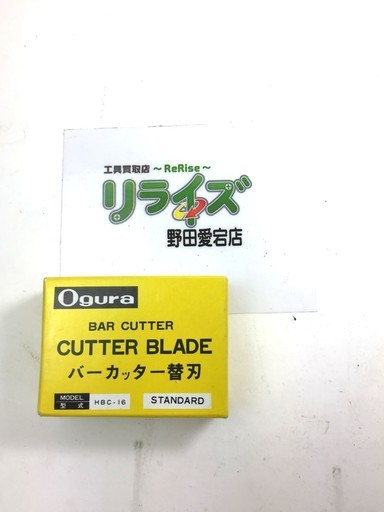 工具買取店 〜ReRise〜
リライズ
野田愛宕店
Ogura
BAR CUTTER
CUTTER BLADE
バーカッター替刃
MODEL
型式 HBC-16 STANDARD